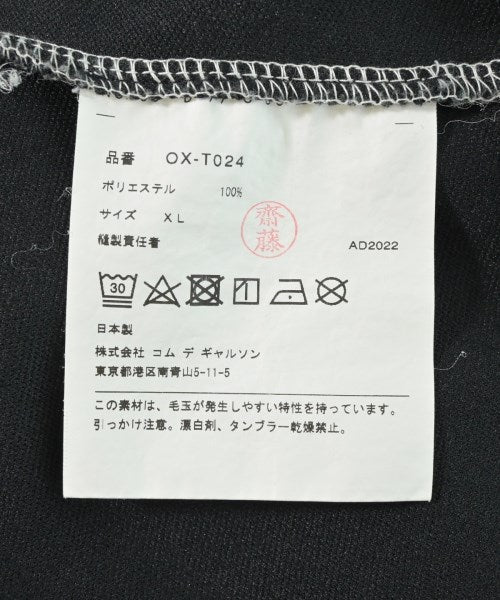 品番 OX-T024
ポリエステル 100%
サイズ XL
縫製責任者 齋藤 AD2022
30
日本製
株式会社 コム デ ギャルソン
東京都港区南青山5-11-5
この素材は、毛玉が発生しやすい特性を持っています。
引っかけ注意。漂白剤、タンブラー乾燥禁止。